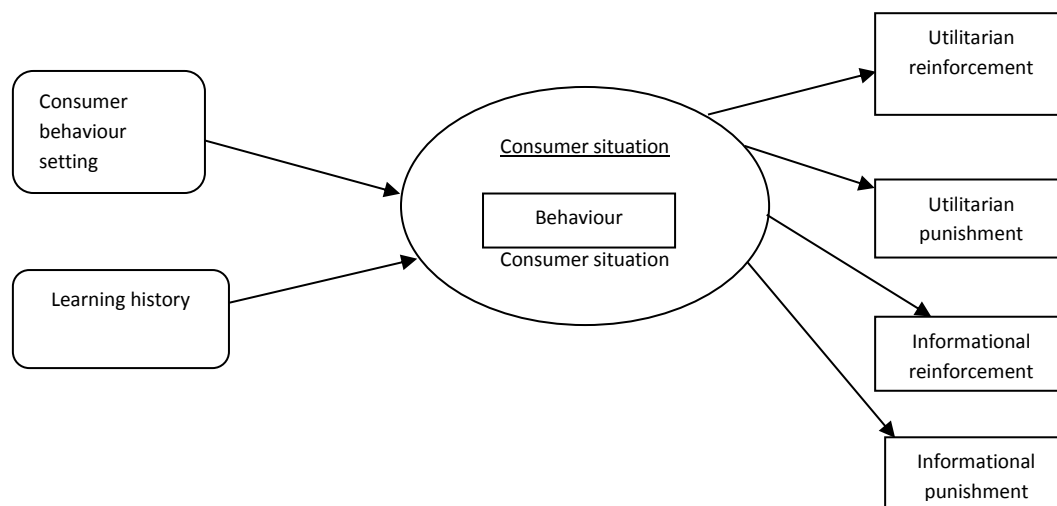 Consumer
behaviour
setting
Learning history
Consumer situation
Behaviour
Consumer situation
Utilitarian
reinforcement
Utilitarian
punishment
Informational
reinforcement
Informational
punishment